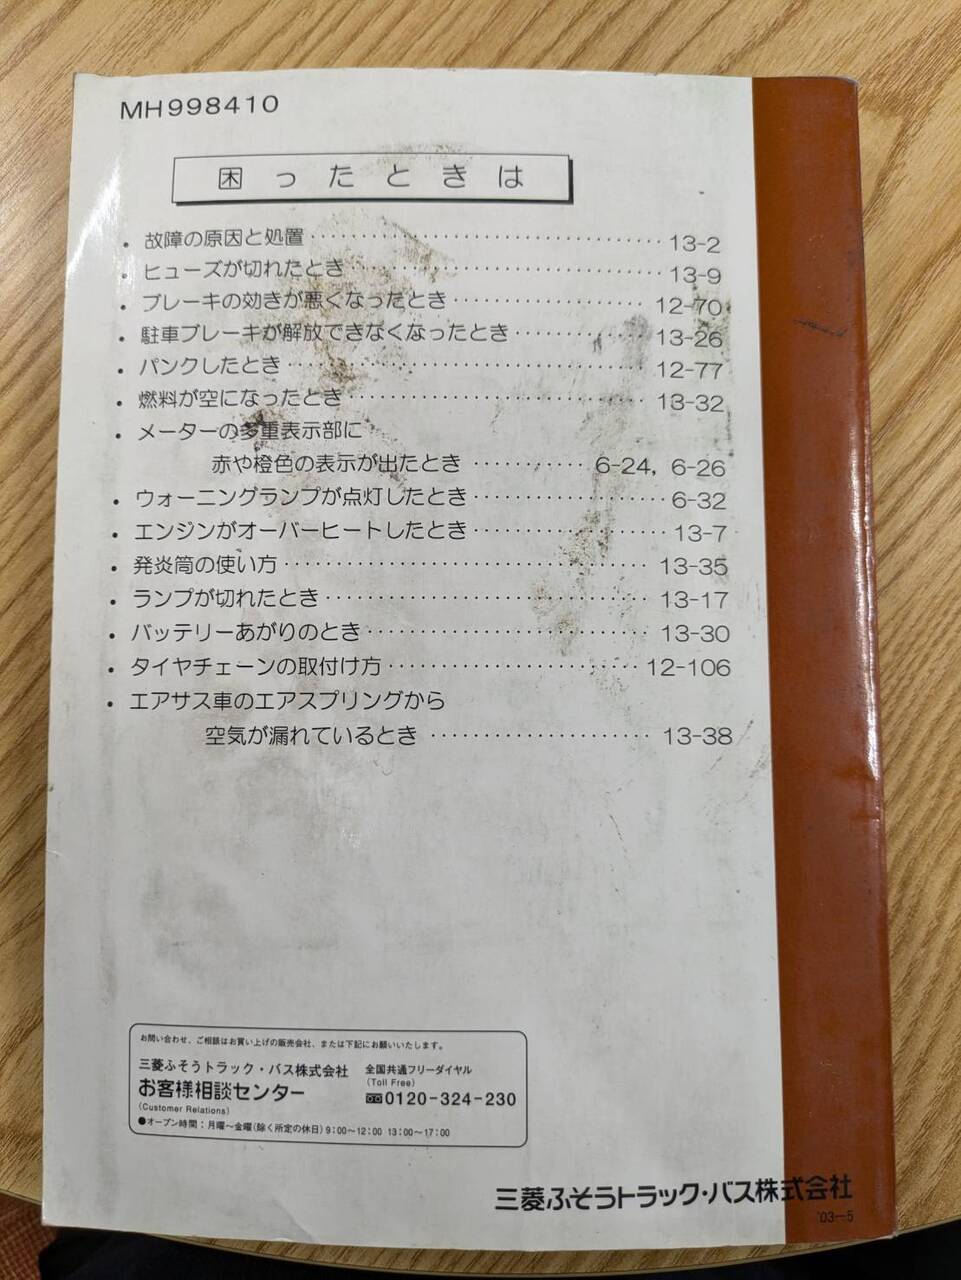 MH998410
困ったときは
・故障の原因と処置……………………………13-2
・ヒューズが切れたとき……………………………13-9
・ブレーキの効きが悪くなったとき………………12-70
・駐車ブレーキが解放できなくなったとき…………13-26
・パンクしたとき……………………………12-77
・燃料が空になったとき……………………………13-32
・メーターの多重表示部に
赤や橙色の表示が出たとき…………6-24, 6-26
・ウォーニングランプが点灯したとき………………6-32
・エンジンがオーバーヒートしたとき………………13-7
・発炎筒の使い方……………………………13-35
・ランプが切れたとき……………………………13-17
・バッテリーあがりのとき……………………………13-30
・タイヤチェーンの取付け方………………………12-106
・エアサス車のエアスプリングから
空気が漏れているとき…………………13-38
お問い合わせ、ご相談はお買い上げの販売会社、または下記にお願いいたします。
三菱ふそうトラック・バス株式会社 全国共通フリーダイヤル
(Toll Free)
お客様相談センター 0120-324-230
(Customer Relations)
●オープン時間：月曜〜金曜(除く所定の休日) 9：00〜12：00 13：00〜17：00
三菱ふそうトラック・バス株式会社
'03-5